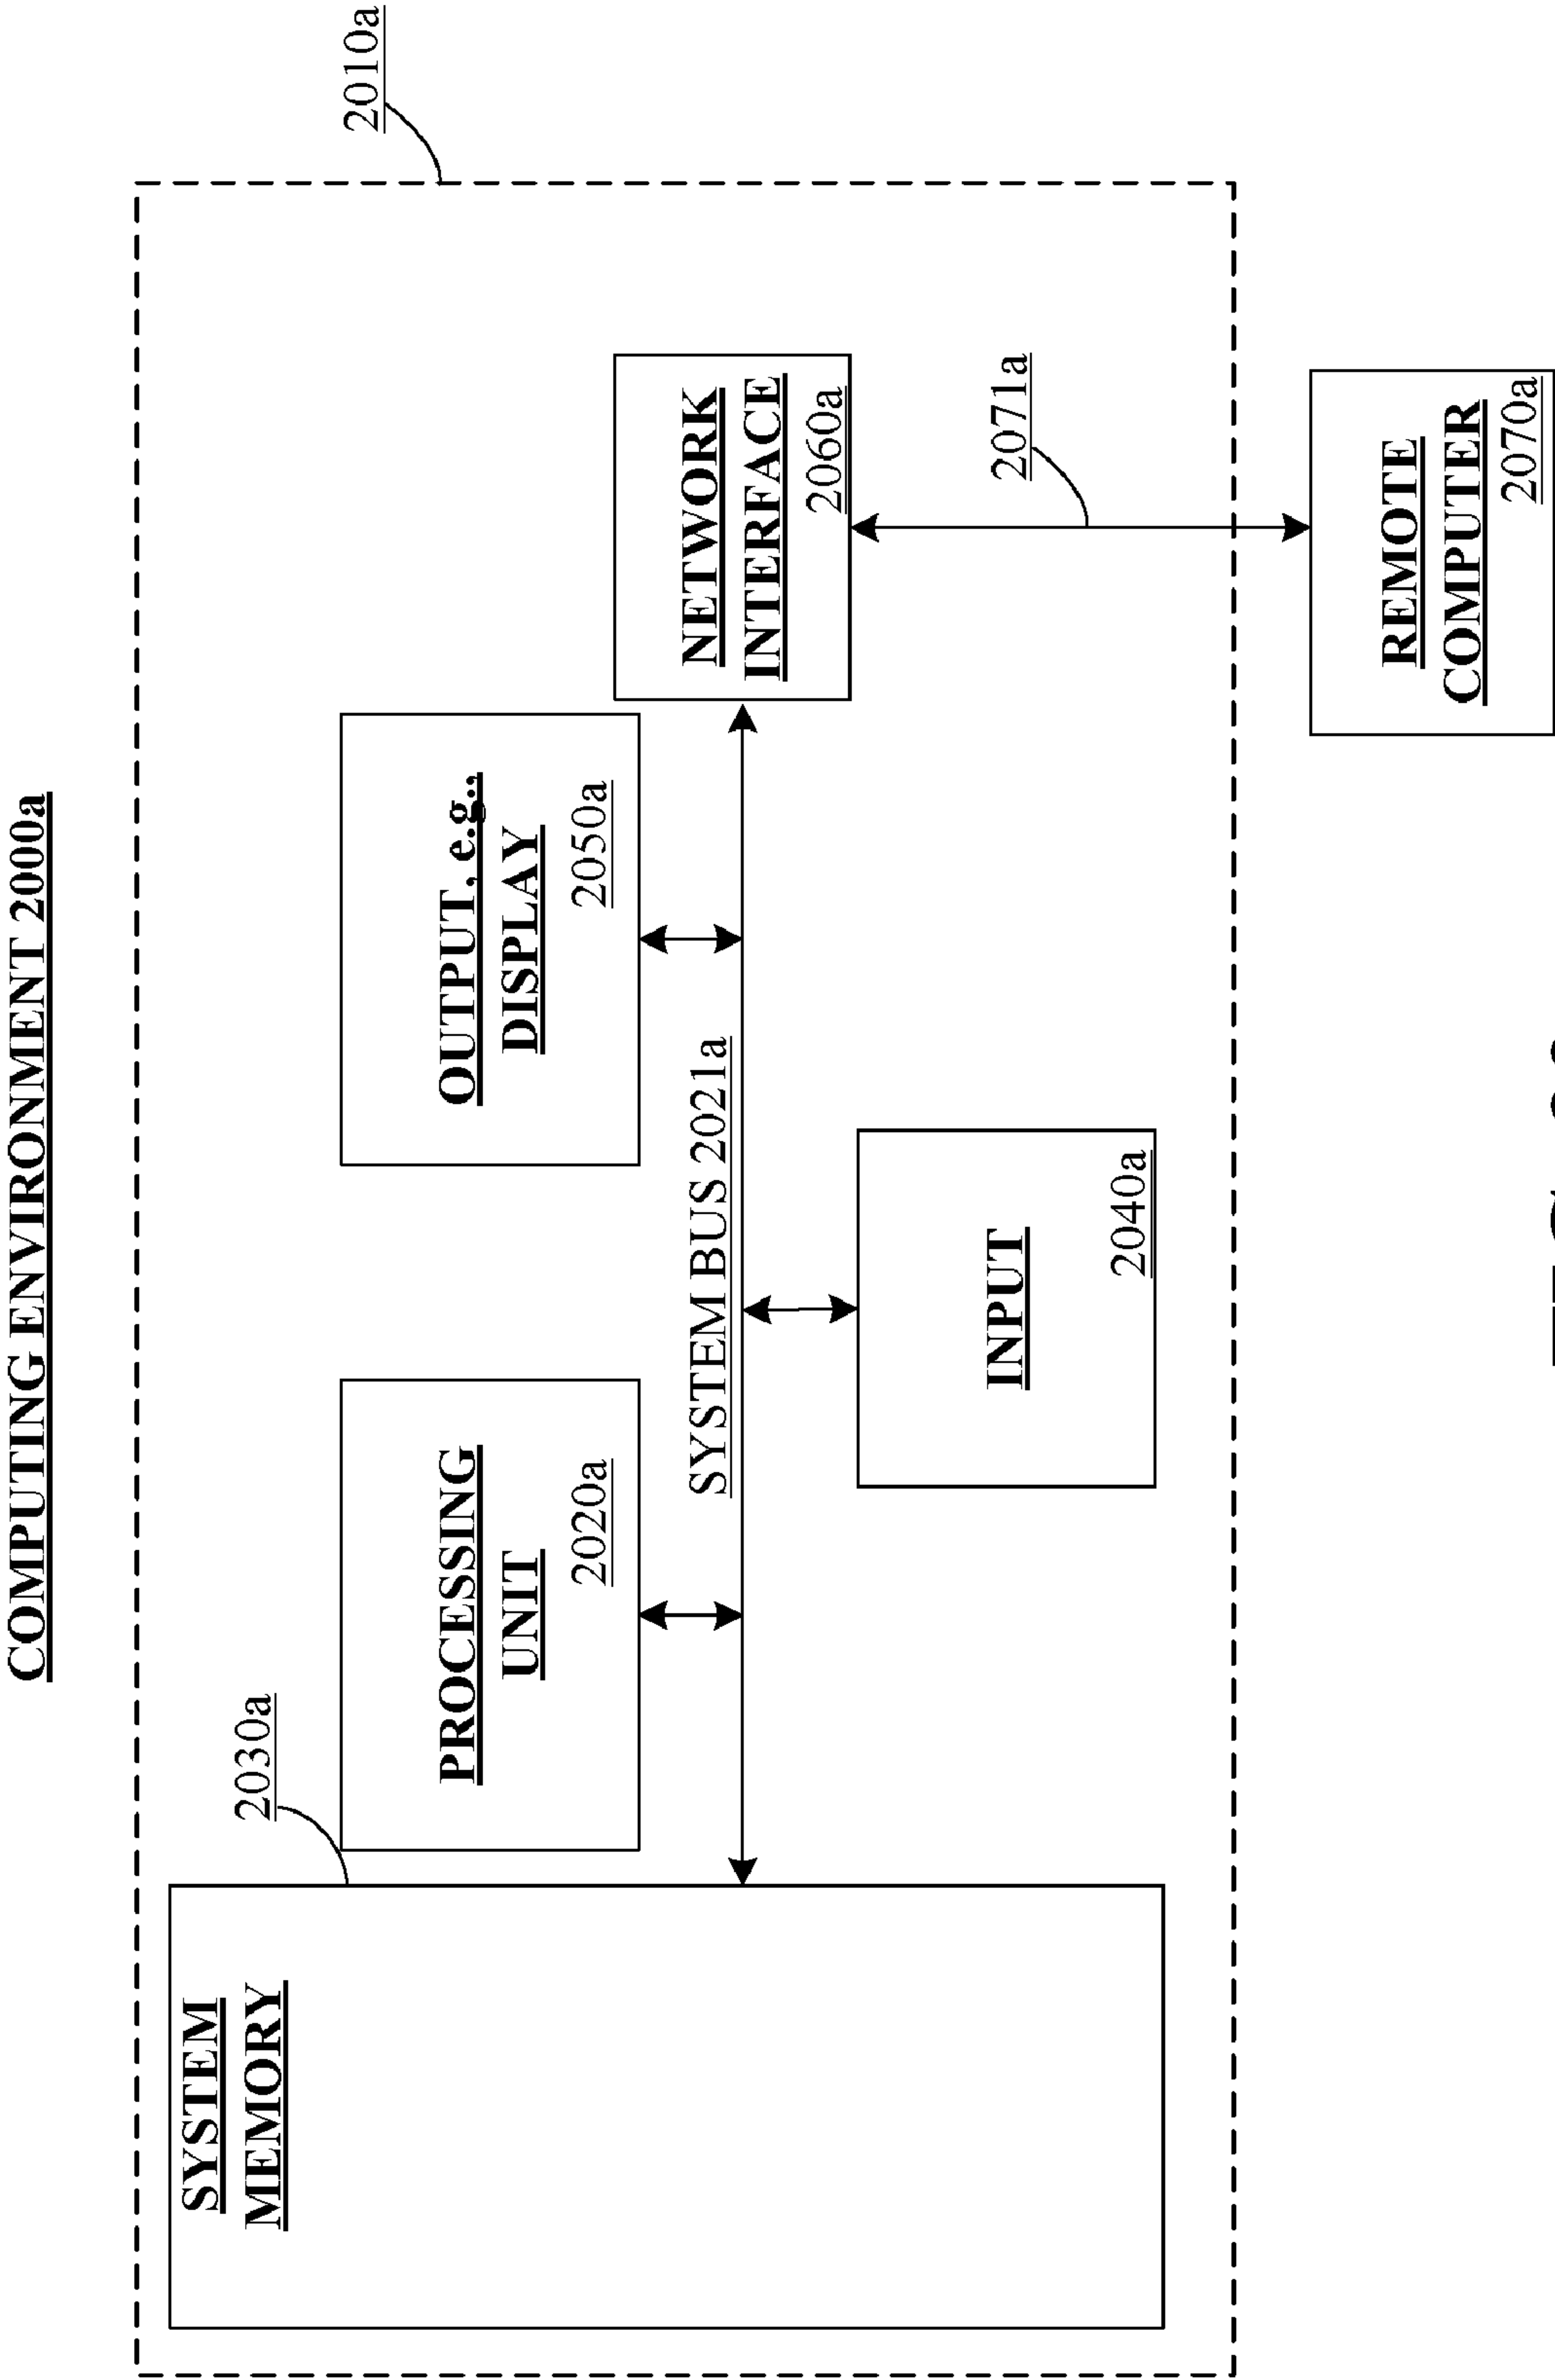 COMPUTING ENVIRONMENT 2000a
2010a
SYSTEM
MEMORY
2030a
PROCESSING
UNIT
2020a
OUTPUT, e.g.,
DISPLAY
2050a
SYSTEM BUS 2021a
NETWORK
INTERFACE
2060a
INPUT
2040a
2071a
REMOTE
COMPUTER
2070a